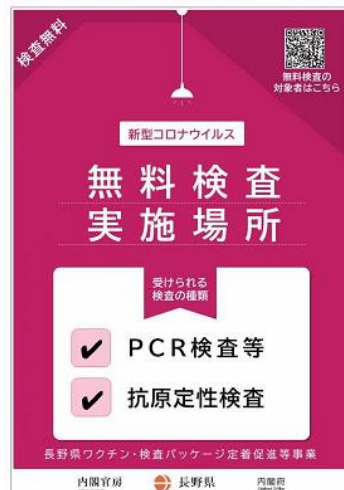 検査無料
無料検査の
対象者はこちら
新型コロナウイルス
無料検査
実施場所
受けられる
検査の種類
PCR検査等
抗原定性検査
長野県ワクチン・検査パッケージ定着促進等事業
内閣官房
長野県
内閣府